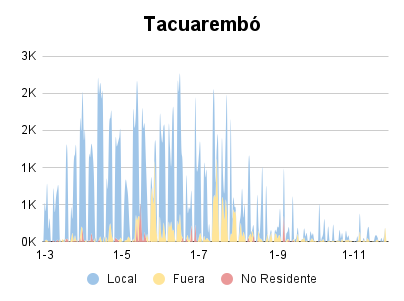 Tacuarembó
3K
2K
2K
1K
1K
0K
1-3 1-5 1-7 1-9 1-11
Local Fuera No Residente